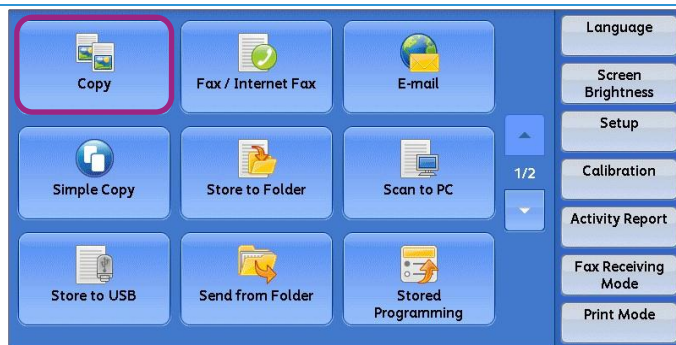 Copy
Fax / Internet Fax
E-mail
Simple Copy
Store to Folder
Scan to PC
Store to USB
Send from Folder
Stored
Programming
1/2
Language
Screen
Brightness
Setup
Calibration
Activity Report
Fax Receiving
Mode
Print Mode